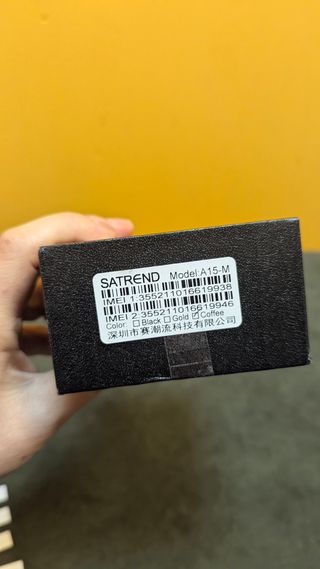 SATREND Model:A15-M
IMEI 1:355211016619938
IMEI 2:355211016619946
Color: ☐Black ☐Gold ☑Coffee
深圳市赛潮流科技有限公司